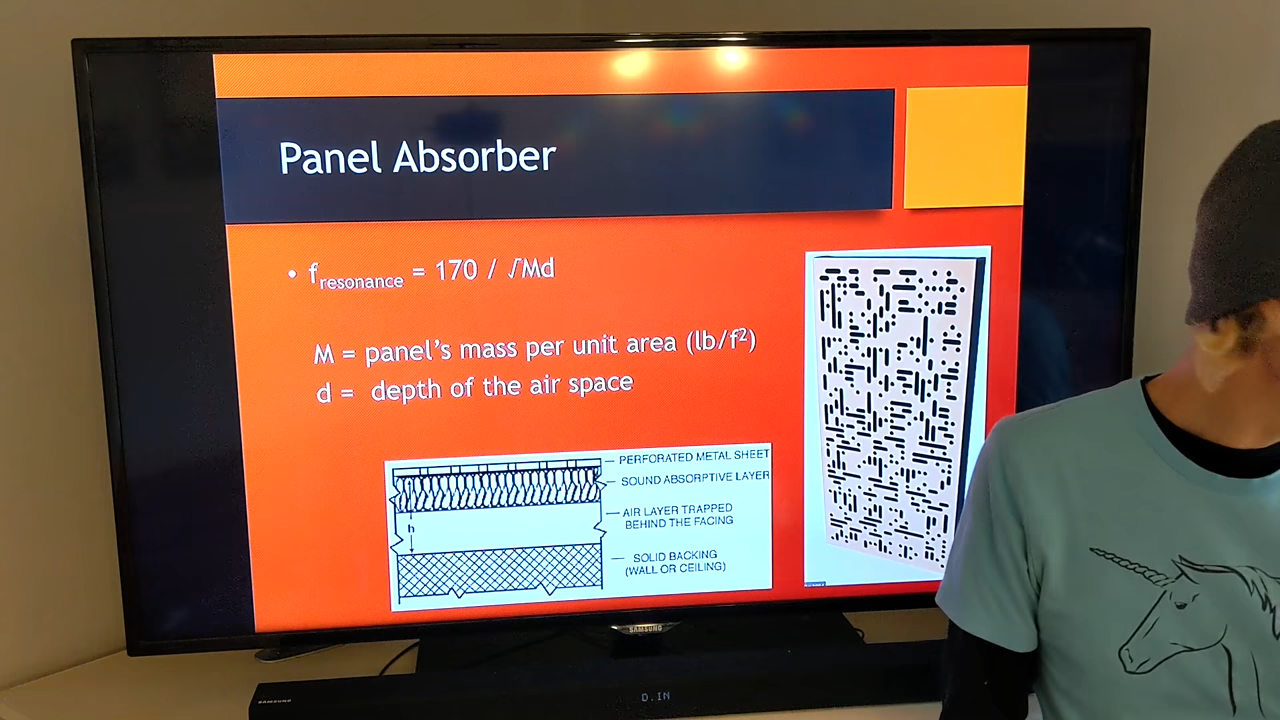 Panel Absorber
• fresonance = 170 / √Md
M = panel's mass per unit area (lb/f²)
d = depth of the air space
PERFORATED METAL SHEET
SOUND ABSORPTIVE LAYER
AIR LAYER TRAPPED
BEHIND THE FACING
h
SOLID BACKING
(WALL OR CEILING)
SAMSUNG
SAMSUNG
D.IN